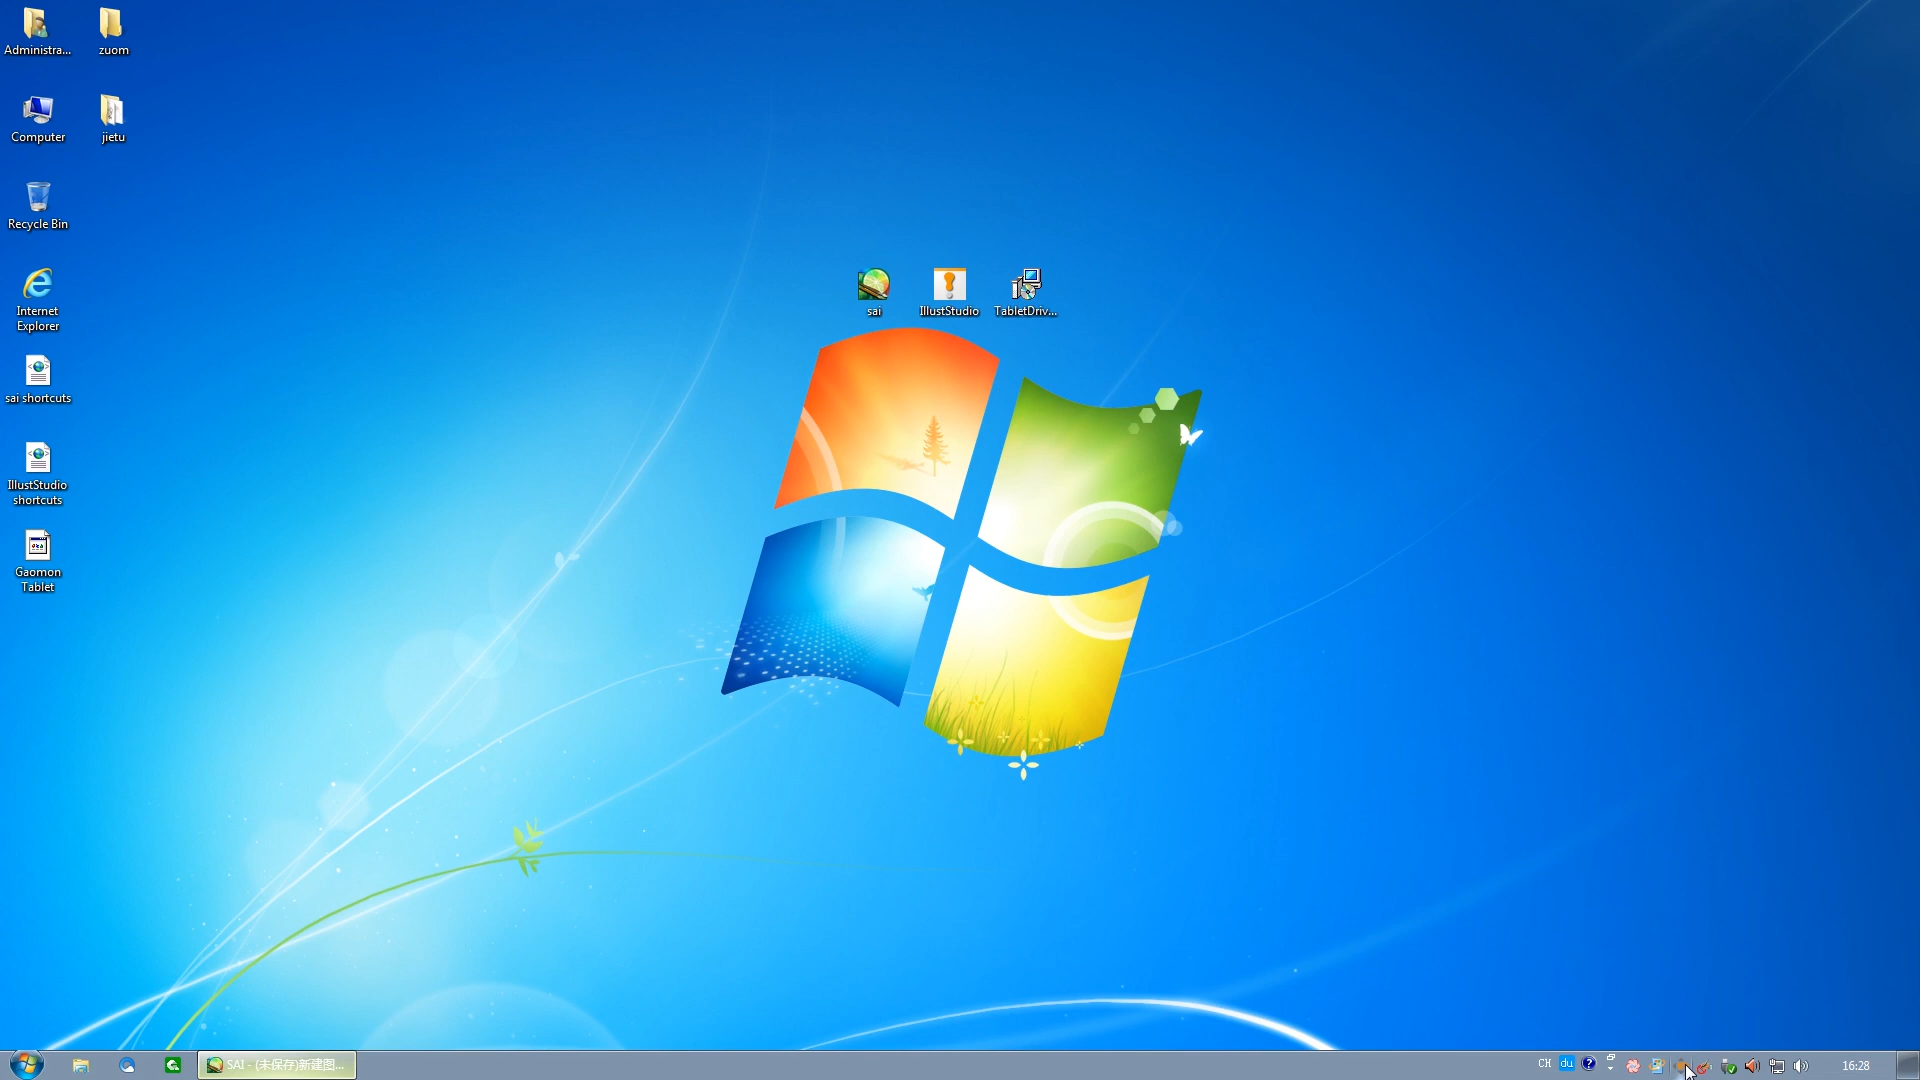 Administra...
zuom
Computer
jietu
Recycle Bin
Internet
Explorer
sai shortcuts
IllustStudio
shortcuts
Gaomon
Tablet
sai
IllustStudio
TabletDriv...
SAI - (未保存)新建图...
CH
du
16:28